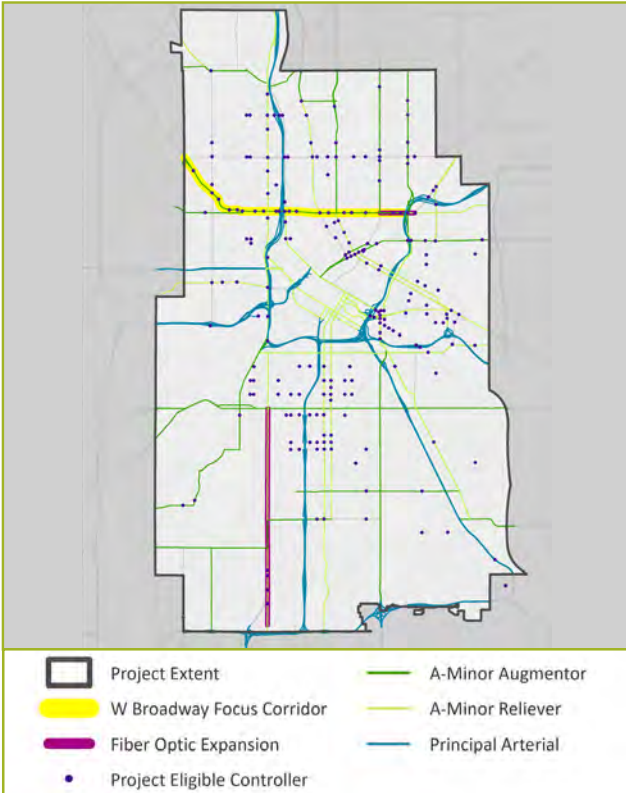 Project Extent
W Broadway Focus Corridor
Fiber Optic Expansion
Project Eligible Controller
A-Minor Augmentor
A-Minor Reliever
Principal Arterial